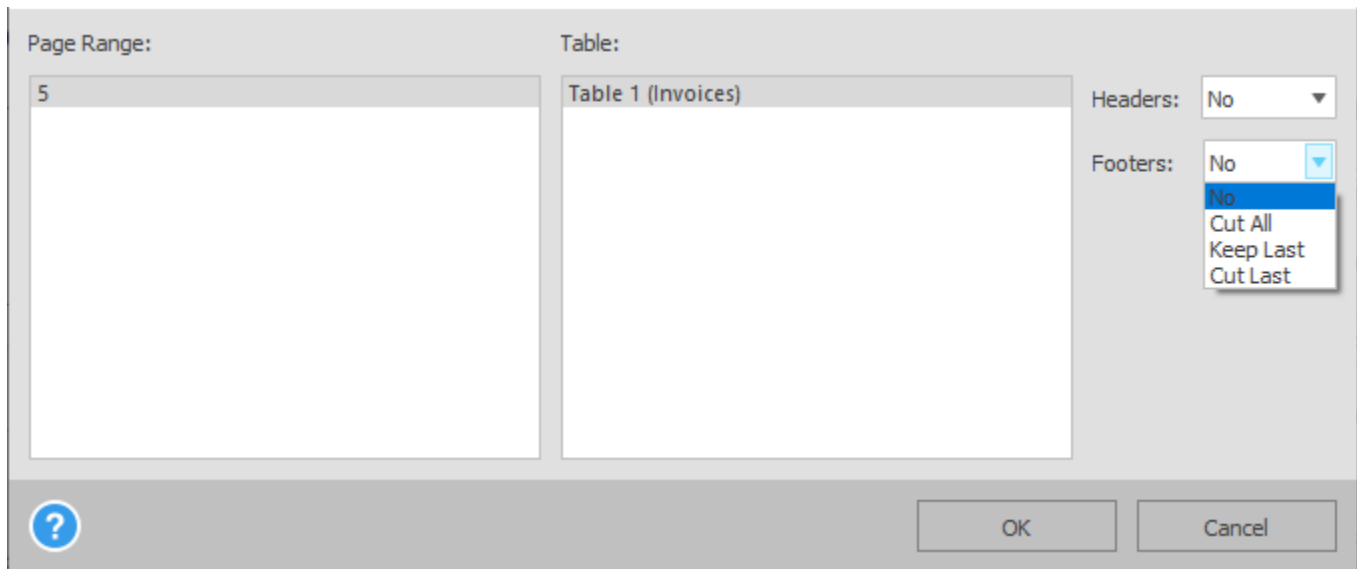 Page Range:
Table:
5
Table 1 (Invoices)
Headers: No
Footers: No
No
Cut All
Keep Last
Cut Last
?
OK
Cancel